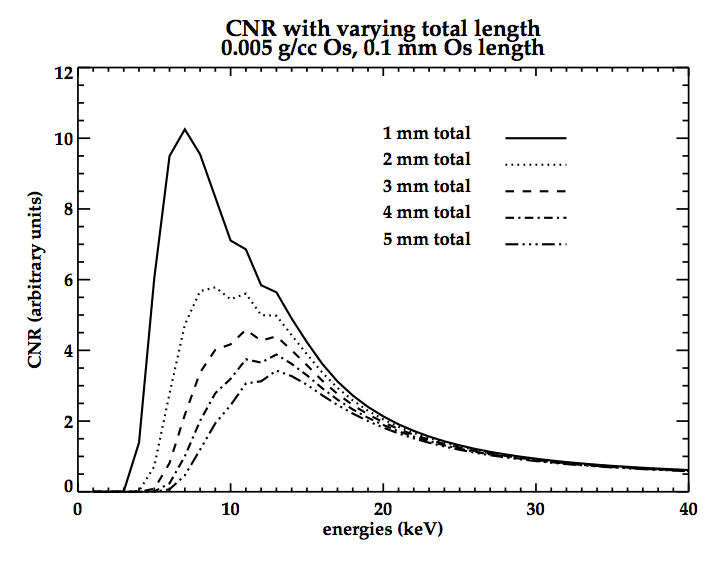 CNR with varying total length
0.005 g/cc Os, 0.1 mm Os length
12
10
8
6
4
2
0
CNR (arbitrary units)
1 mm total
2 mm total
3 mm total
4 mm total
5 mm total
0 10 20 30 40
energies (keV)